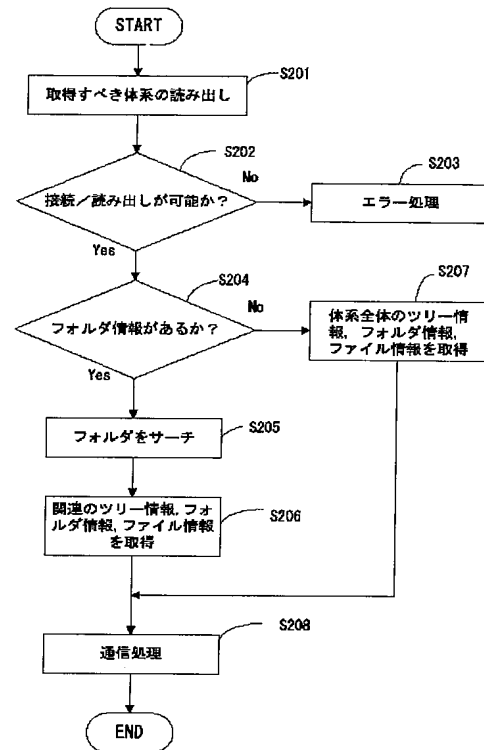 START
S201
取得すべき体系の読み出し
S202
接続／読み出しが可能か？
No
S203
エラー処理
Yes
S204
フォルダ情報があるか？
No
S207
体系全体のツリー情
報, フォルダ情報,
ファイル情報を取得
Yes
S205
フォルダをサーチ
S206
関連のツリー情報, フォ
ルダ情報, ファイル情報
を取得
S208
通信処理
END